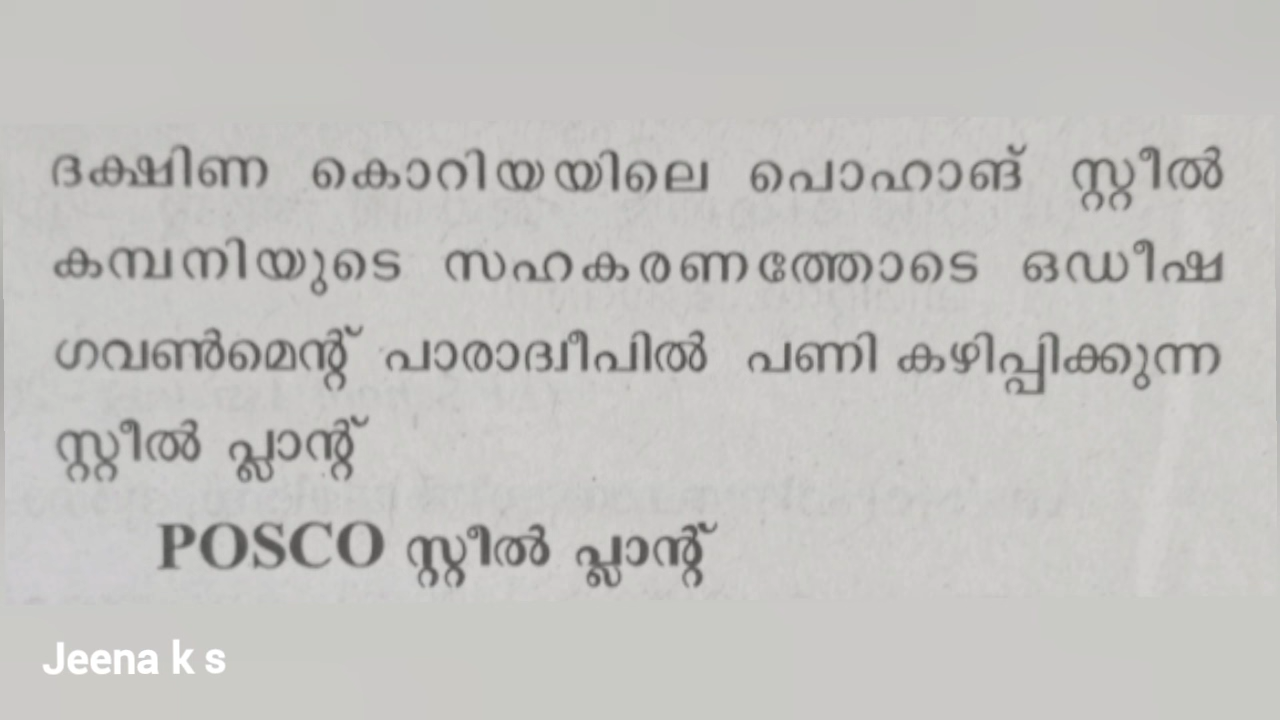 ദക്ഷിണ കൊറിയയിലെ പൊഹാങ് സ്റ്റീൽ
കമ്പനിയുടെ സഹകരണത്തോടെ ഒഡീഷ
ഗവൺമെന്റ് പാരാദ്വീപിൽ പണി കഴിപ്പിക്കുന്ന
സ്റ്റീൽ പ്ലാന്റ്
POSCO സ്റ്റീൽ പ്ലാന്റ്
Jeena k s